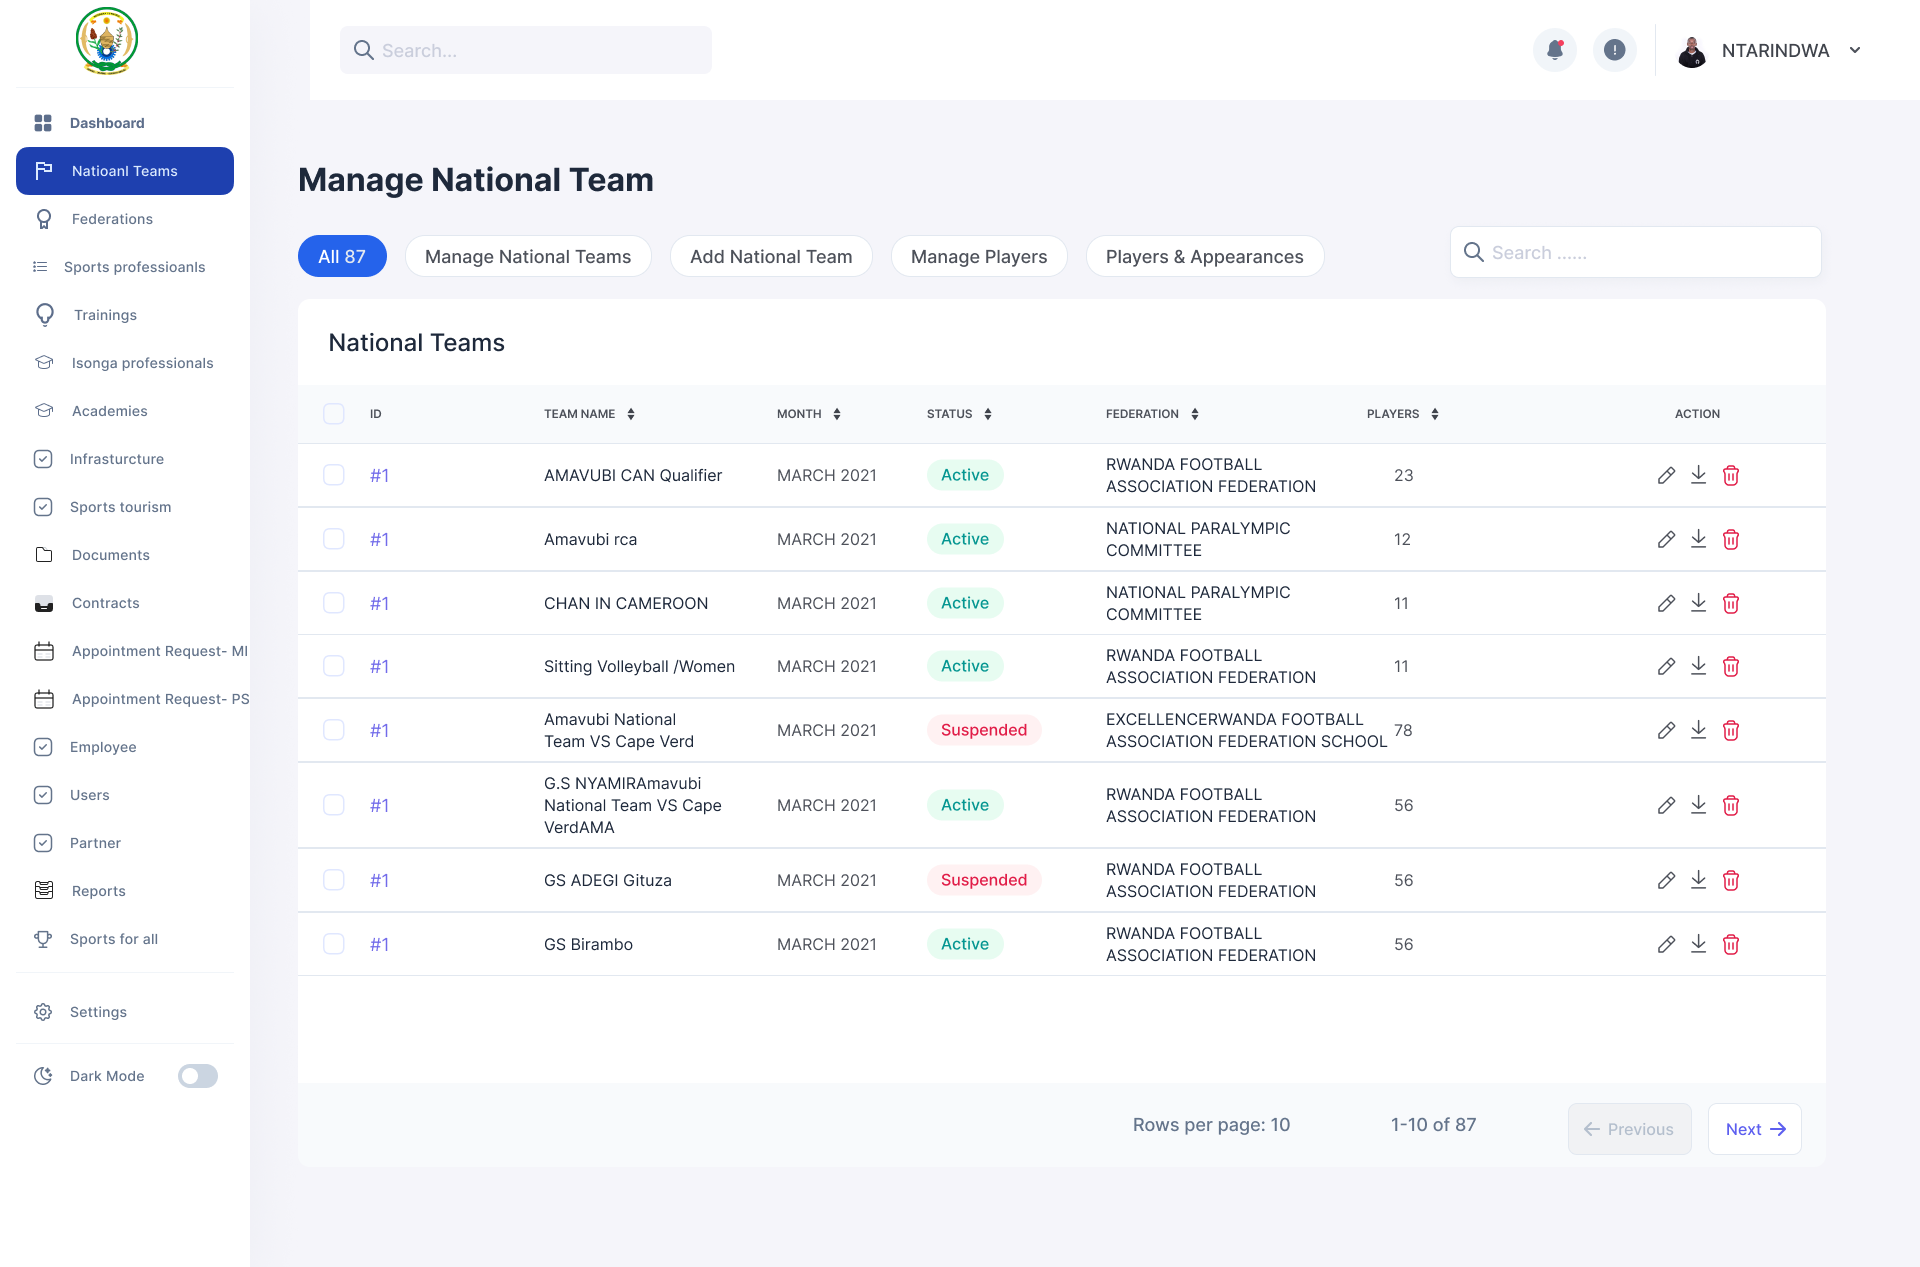 Search...
NTARINDWA
Dashboard
Natioanl Teams
Federations
Sports professioanls
Trainings
Isonga professionals
Academies
Infrasturcture
Sports tourism
Documents
Contracts
Appointment Request- MI
Appointment Request- PS
Employee
Users
Partner
Reports
Sports for all
Settings
Dark Mode
Manage National Team
All 87
Manage National Teams
Add National Team
Manage Players
Players & Appearances
Search ......
National Teams
ID TEAM NAME MONTH STATUS FEDERATION PLAYERS ACTION
#1 AMAVUBI CAN Qualifier MARCH 2021 Active RWANDA FOOTBALL
ASSOCIATION FEDERATION 23
#1 Amavubi rca MARCH 2021 Active NATIONAL PARALYMPIC
COMMITTEE 12
#1 CHAN IN CAMEROON MARCH 2021 Active NATIONAL PARALYMPIC
COMMITTEE 11
#1 Sitting Volleyball /Women MARCH 2021 Active RWANDA FOOTBALL
ASSOCIATION FEDERATION 11
#1 Amavubi National
Team VS Cape Verd MARCH 2021 Suspended EXCELLENCERWANDA FOOTBALL
ASSOCIATION FEDERATION SCHOOL 78
#1 G.S NYAMIRAmavubi
National Team VS Cape
VerdAMA MARCH 2021 Active RWANDA FOOTBALL
ASSOCIATION FEDERATION 56
#1 GS ADEGI Gituza MARCH 2021 Suspended RWANDA FOOTBALL
ASSOCIATION FEDERATION 56
#1 GS Birambo MARCH 2021 Active RWANDA FOOTBALL
ASSOCIATION FEDERATION 56
Rows per page: 10
1-10 of 87
Previous
Next